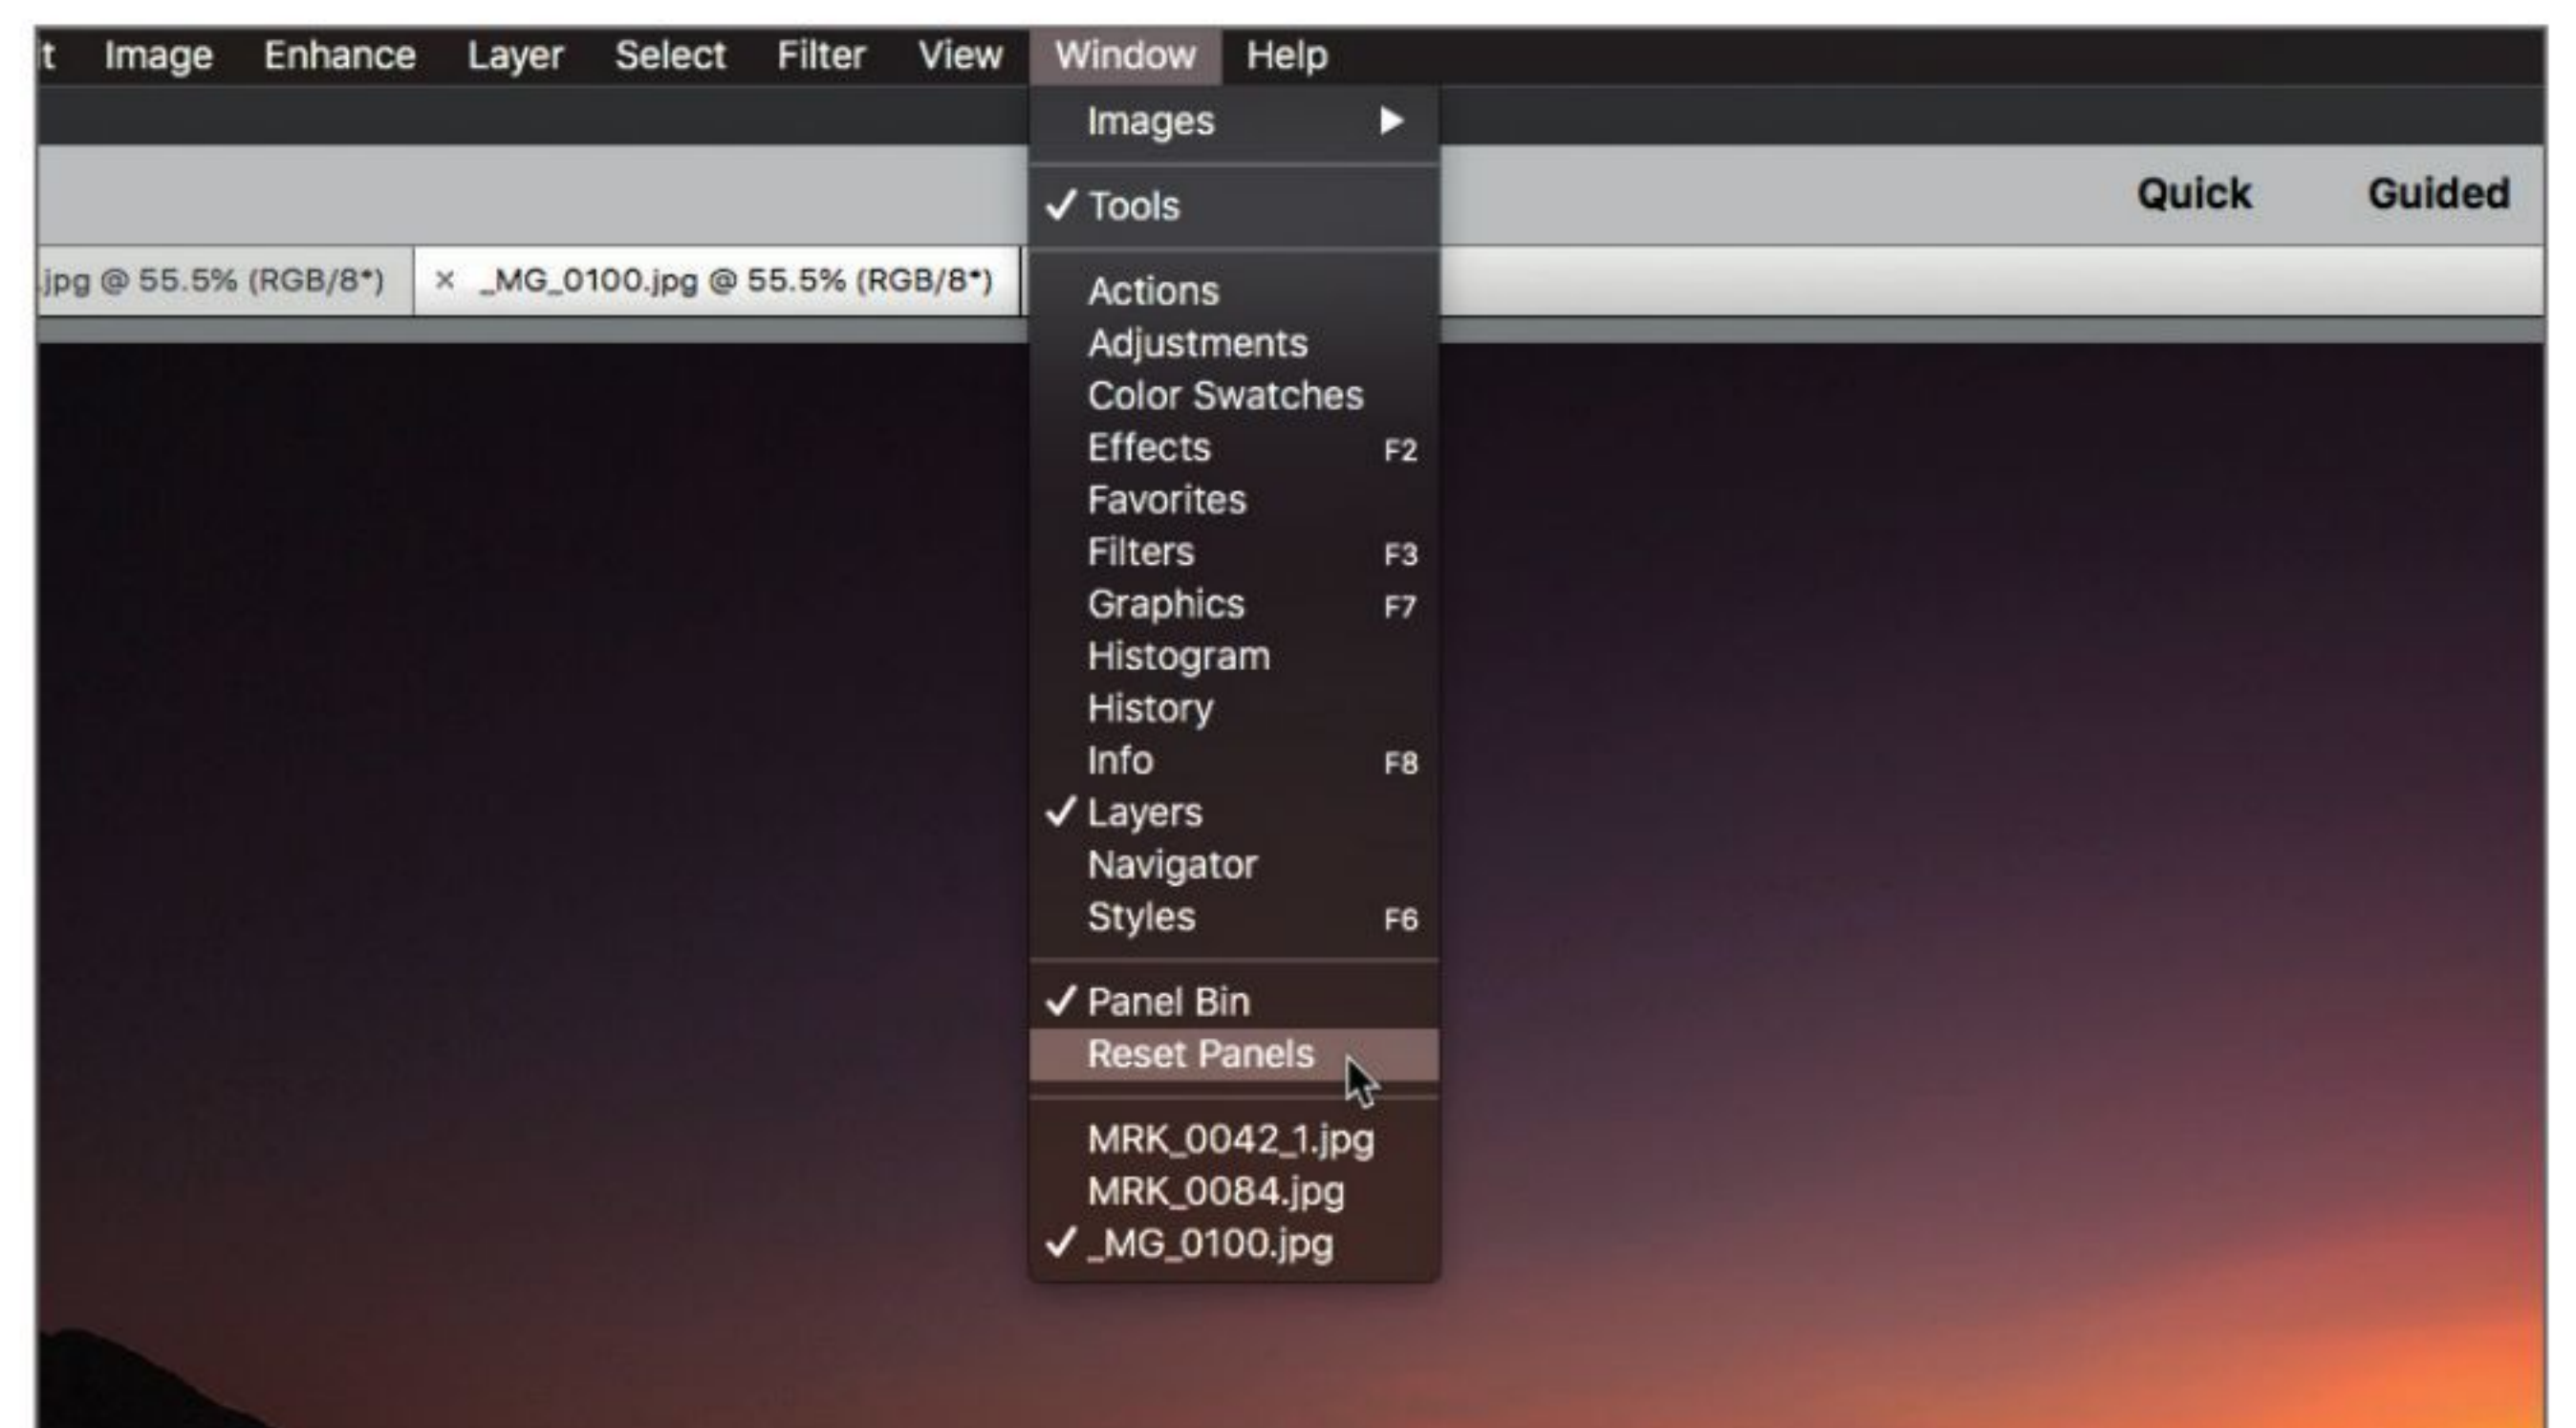 it Image Enhance Layer Select Filter View Window Help
Images
✓ Tools
Quick Guided
.jpg @ 55.5% (RGB/8*) × _MG_0100.jpg @ 55.5% (RGB/8*)
Actions
Adjustments
Color Swatches
Effects F2
Favorites
Filters F3
Graphics F7
Histogram
History
Info F8
✓ Layers
Navigator
Styles F6
✓ Panel Bin
Reset Panels
MRK_0042_1.jpg
MRK_0084.jpg
✓ _MG_0100.jpg